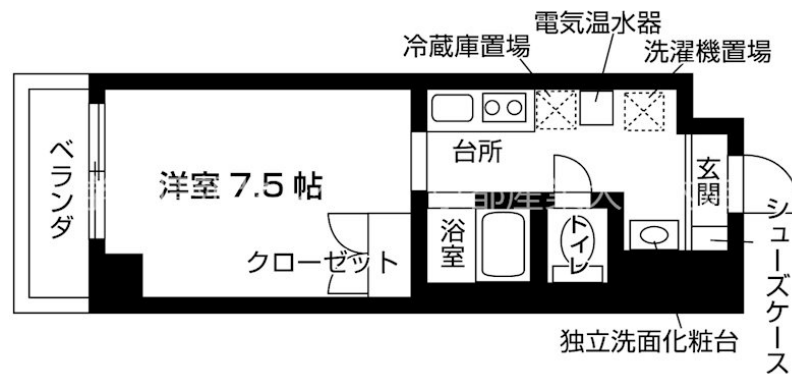 電気温水器
冷蔵庫置場
洗濯機置場
台所
ベランダ
洋室 7.5 帖
玄関
クローゼット
浴室
トイレ
シューズケース
独立洗面化粧台